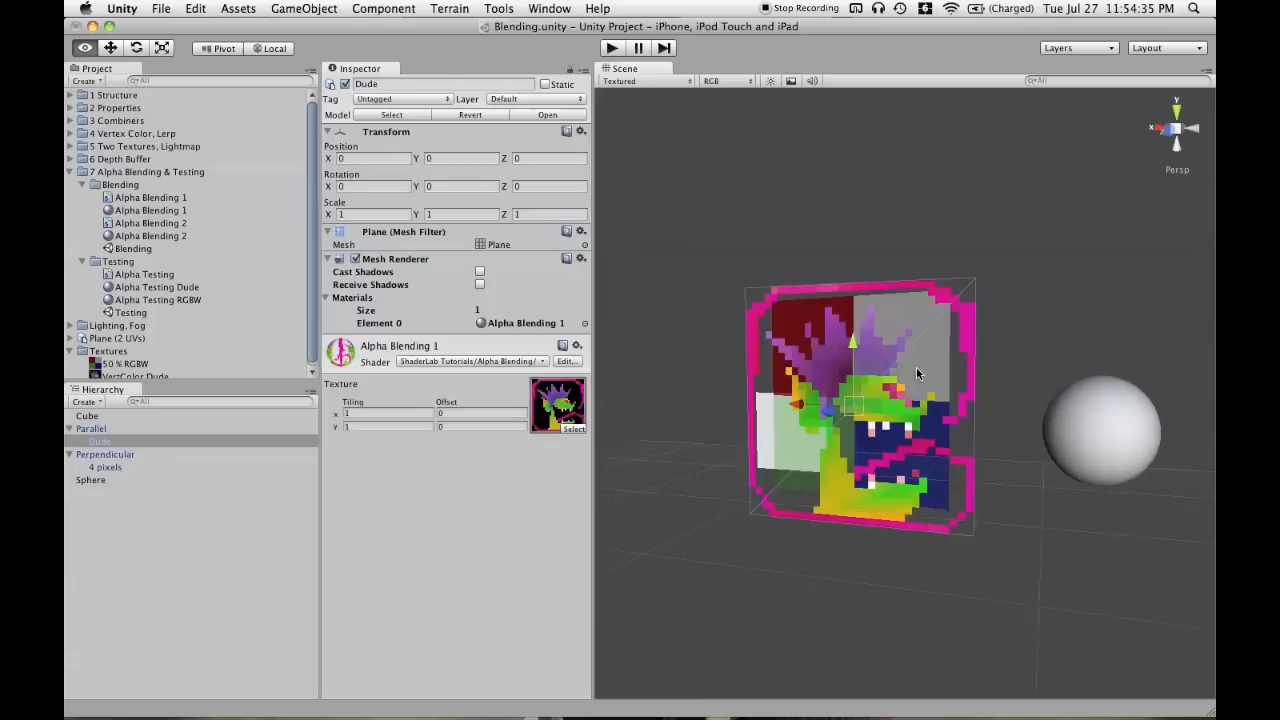 Unity File Edit Assets GameObject Component Terrain Tools Window Help Stop Recording 6 (Charged) Tue Jul 27 11:54:35 PM
Blending.unity - Unity Project - iPhone, iPod Touch and iPad
Pivot Local Layers Layout
Project
Create All
1 Structure
2 Properties
3 Combiners
4 Vertex Color, Lerp
5 Two Textures, Lightmap
6 Depth Buffer
7 Alpha Blending & Testing
Blending
Alpha Blending 1
Alpha Blending 1
Alpha Blending 2
Alpha Blending 2
Blending
Testing
Alpha Testing
Alpha Testing Dude
Alpha Testing RGBW
Testing
Lighting, Fog
Plane (2 UVs)
Textures
50 % RGBW
VertColor Dude
Hierarchy
Create All
Cube
Parallel
Dude
Perpendicular
4 pixels
Sphere
Inspector
Dude Static
Tag Untagged Layer Default
Model Select Revert Open
Transform
Position
X 0 Y 0 Z 0
Rotation
X 0 Y 0 Z 0
Scale
X 1 Y 1 Z 1
Plane (Mesh Filter)
Mesh Plane
Mesh Renderer
Cast Shadows
Receive Shadows
Materials
Size 1
Element 0 Alpha Blending 1
Alpha Blending 1
Shader ShaderLab Tutorials/Alpha Blending/ Edit...
Texture
Tiling Offset
x 1 0
y 1 0
Select
Scene
Textured RGB All
y
x
Persp